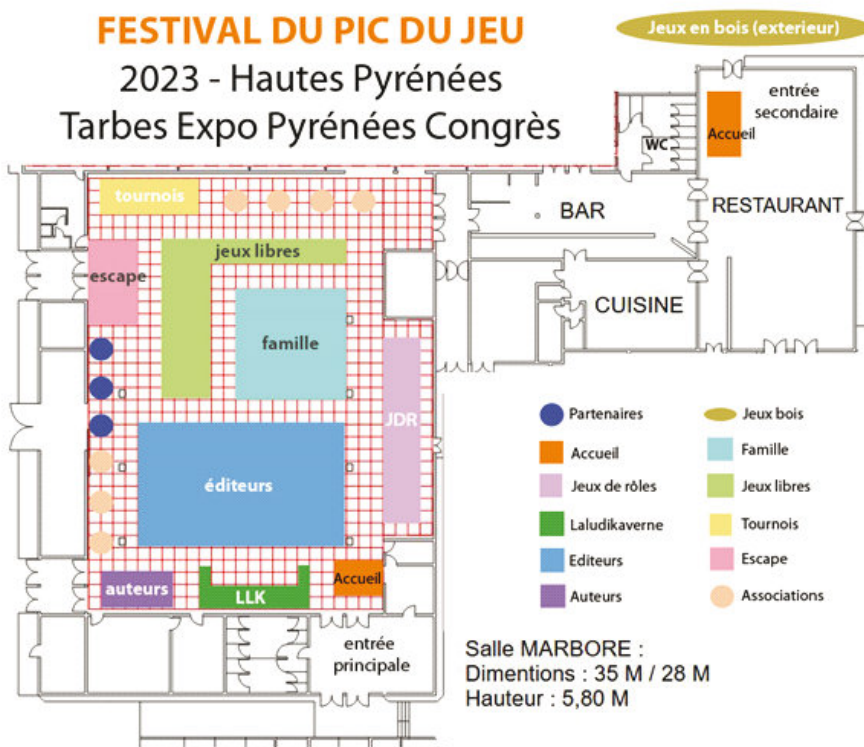 FESTIVAL DU PIC DU JEU
2023 - Hautes Pyrénées
Tarbes Expo Pyrénées Congrès
Jeux en bois (exterieur)
entrée
secondaire
Accueil
WC
BAR
RESTAURANT
CUISINE
tournois
jeux libres
escape
famille
JDR
éditeurs
auteurs
LLK
Accueil
entrée
principale
Partenaires
Jeux bois
Accueil
Famille
Jeux de rôles
Jeux libres
Laludikaverne
Tournois
Editeurs
Escape
Auteurs
Associations
Salle MARBORE :
Dimentions : 35 M / 28 M
Hauteur : 5,80 M